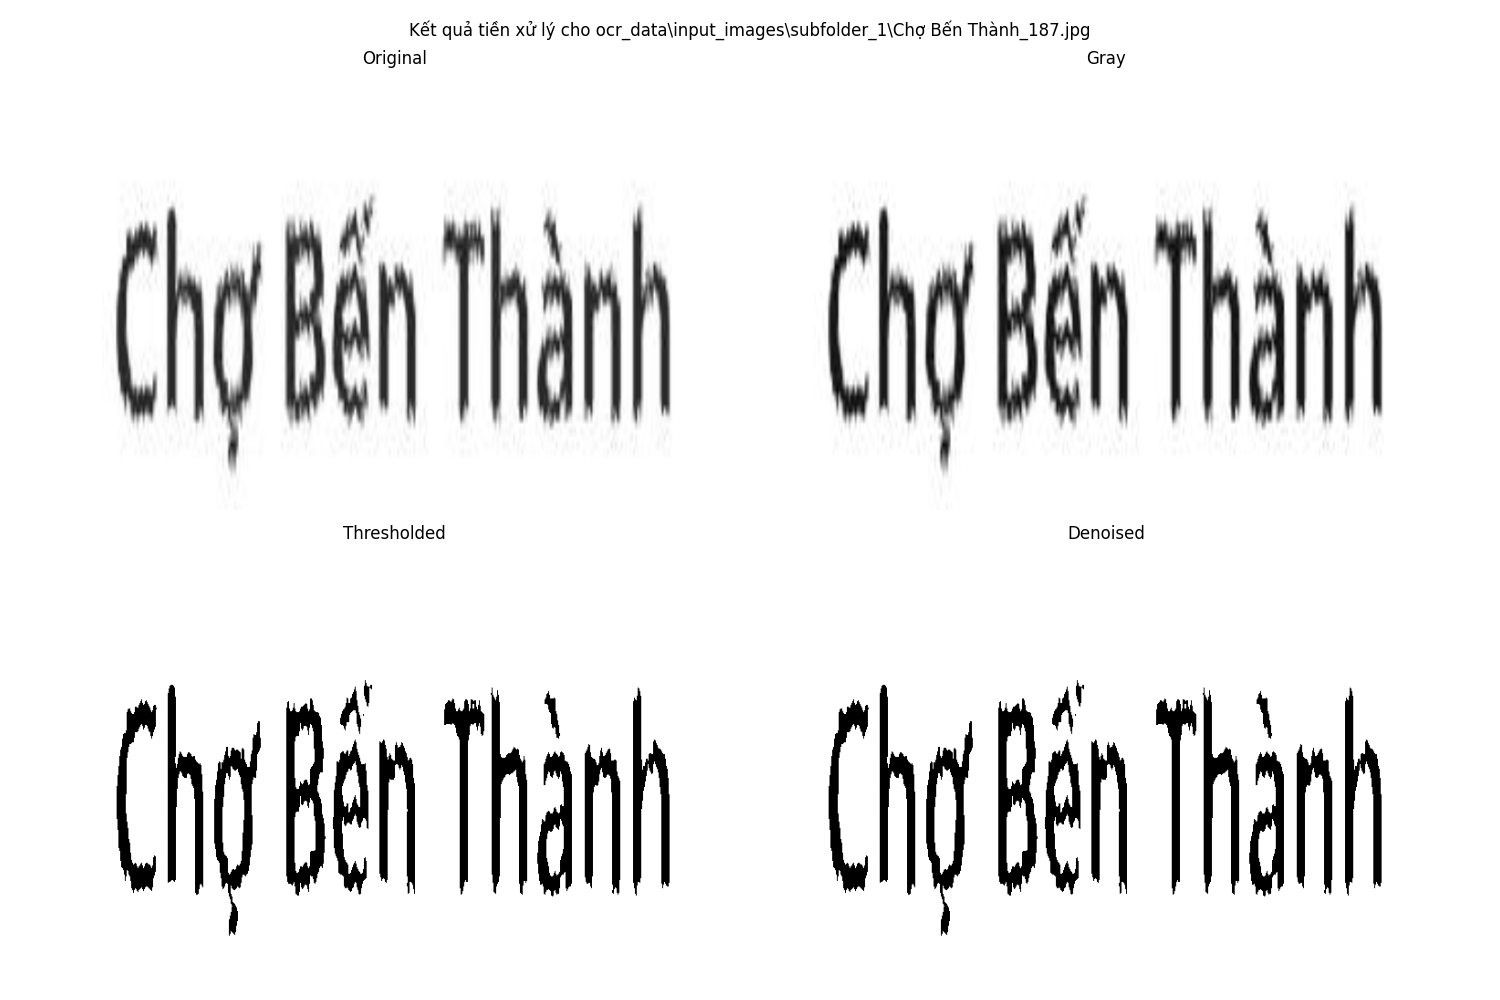 Kết quả tiền xử lý cho ocr_data\input_images\subfolder_1\Chợ Bến Thành_187.jpg
Original
Gray
Chợ Bến Thành
Chợ Bến Thành
Thresholded
Denoised
Chợ Bến Thành
Chợ Bến Thành